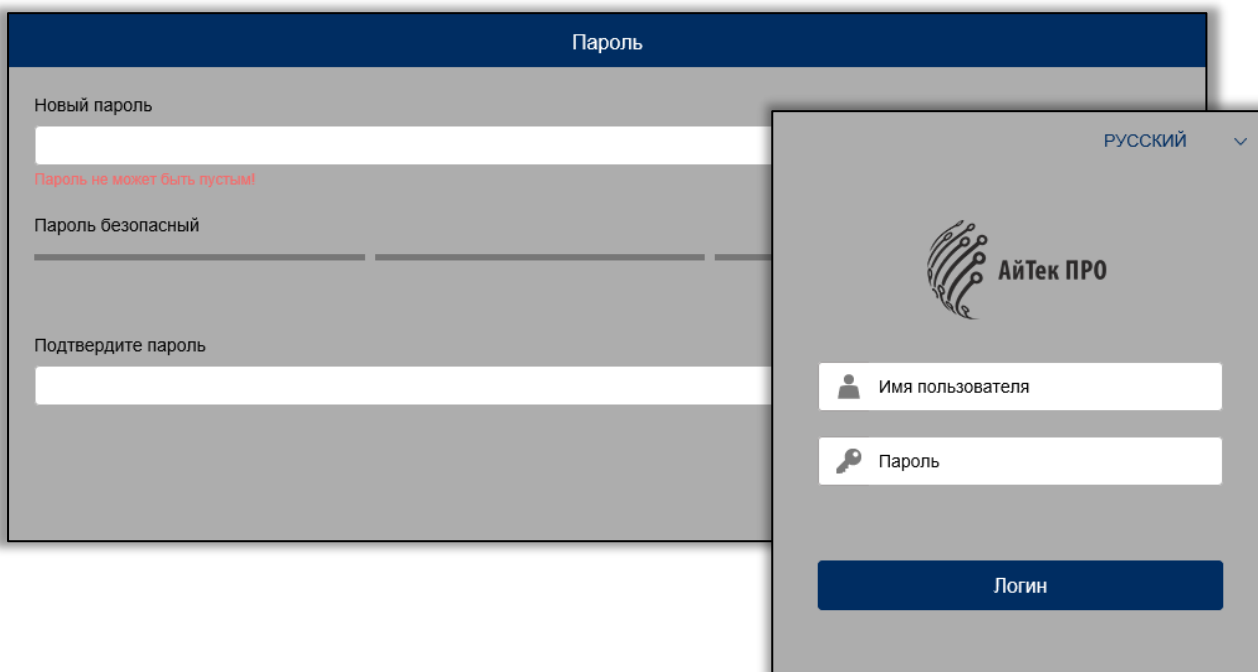 Пароль
Новый пароль
Пароль не может быть пустым!
Пароль безопасный
Подтвердите пароль
РУССКИЙ
АйТек ПРО
Имя пользователя
Пароль
Логин